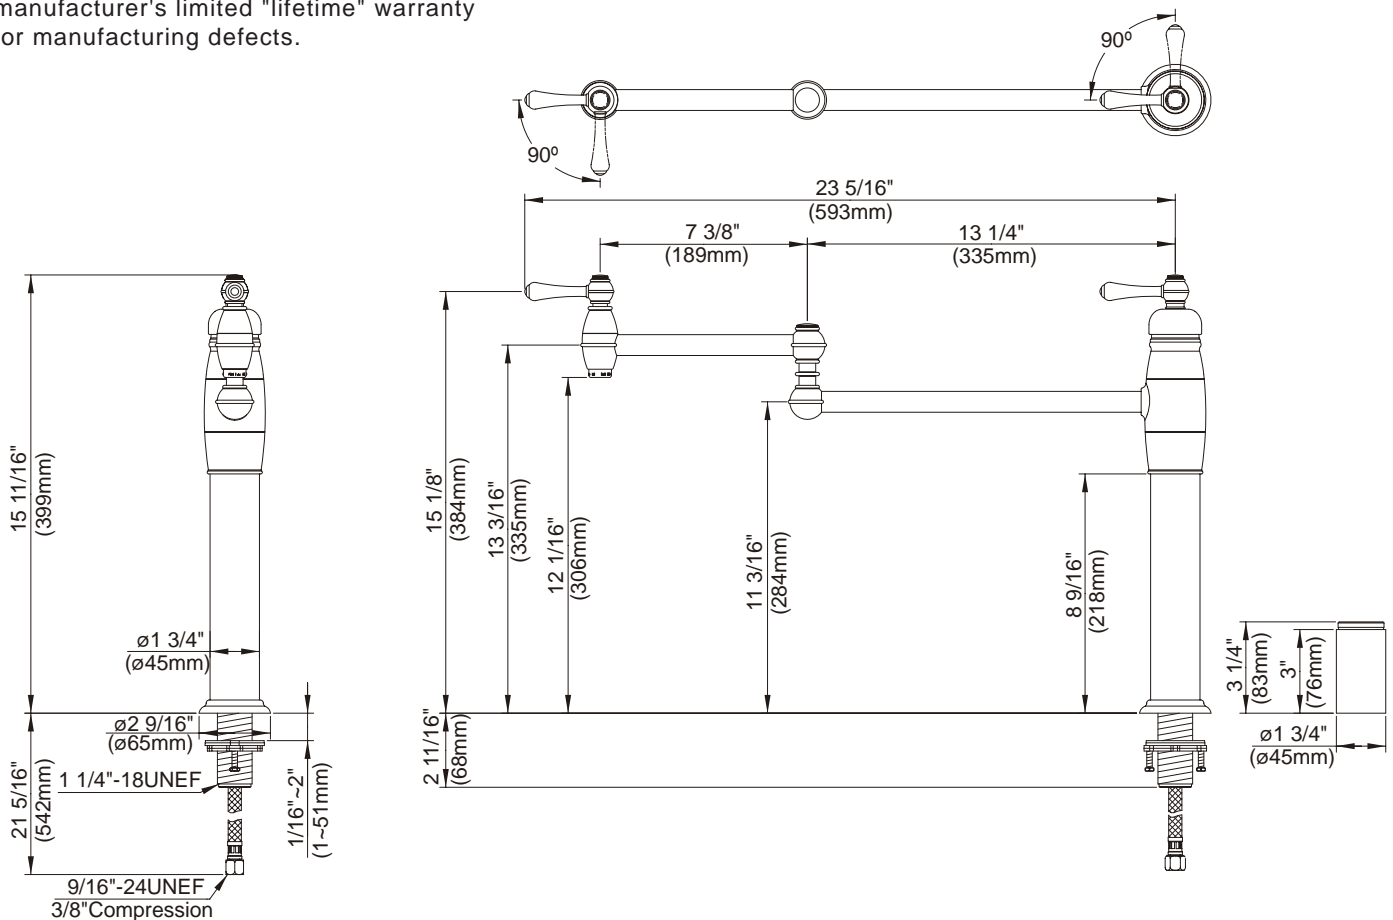 manufacturer's limited "lifetime" warranty
or manufacturing defects.
90º
90º
23 5/16"
(593mm)
7 3/8"
(189mm)
13 1/4"
(335mm)
15 11/16"
(399mm)
15 1/8"
(384mm)
13 3/16"
(335mm)
12 1/16"
(306mm)
11 3/16"
(284mm)
8 9/16"
(218mm)
3 1/4"
(83mm)
3"
(76mm)
ø1 3/4"
(ø45mm)
ø1 3/4"
(ø45mm)
ø2 9/16"
(ø65mm)
2 11/16"
(68mm)
1 1/4"-18UNEF
21 5/16"
(542mm)
1/16"~2"
(1~51mm)
9/16"-24UNEF
3/8"Compression